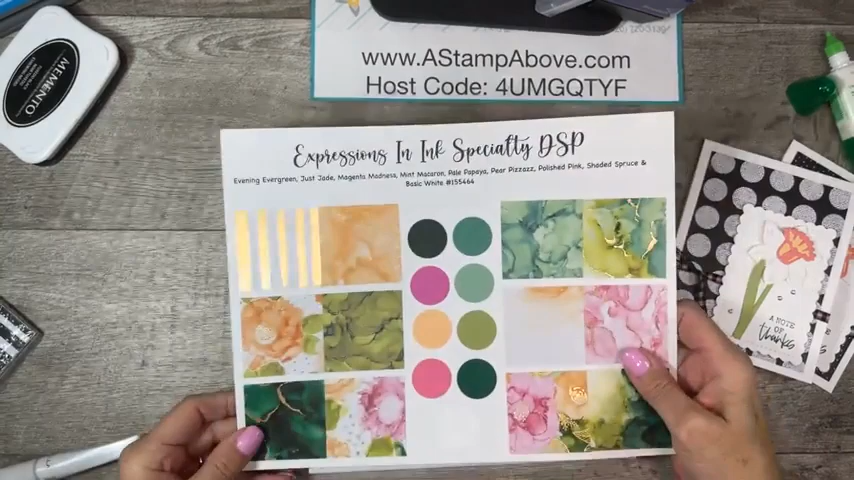 www.AStampAbove.com
Host Code: 4UMGQTYF
MEMENTO
Expressions In Ink Specialty DSP
Evening Evergreen, Just Jade, Magenta Madness, Mint Macaron, Pale Papaya, Pear Pizzazz, Polished Pink, Shaded Spruce &
Basic White #155464
A NOTE
OF
thanks